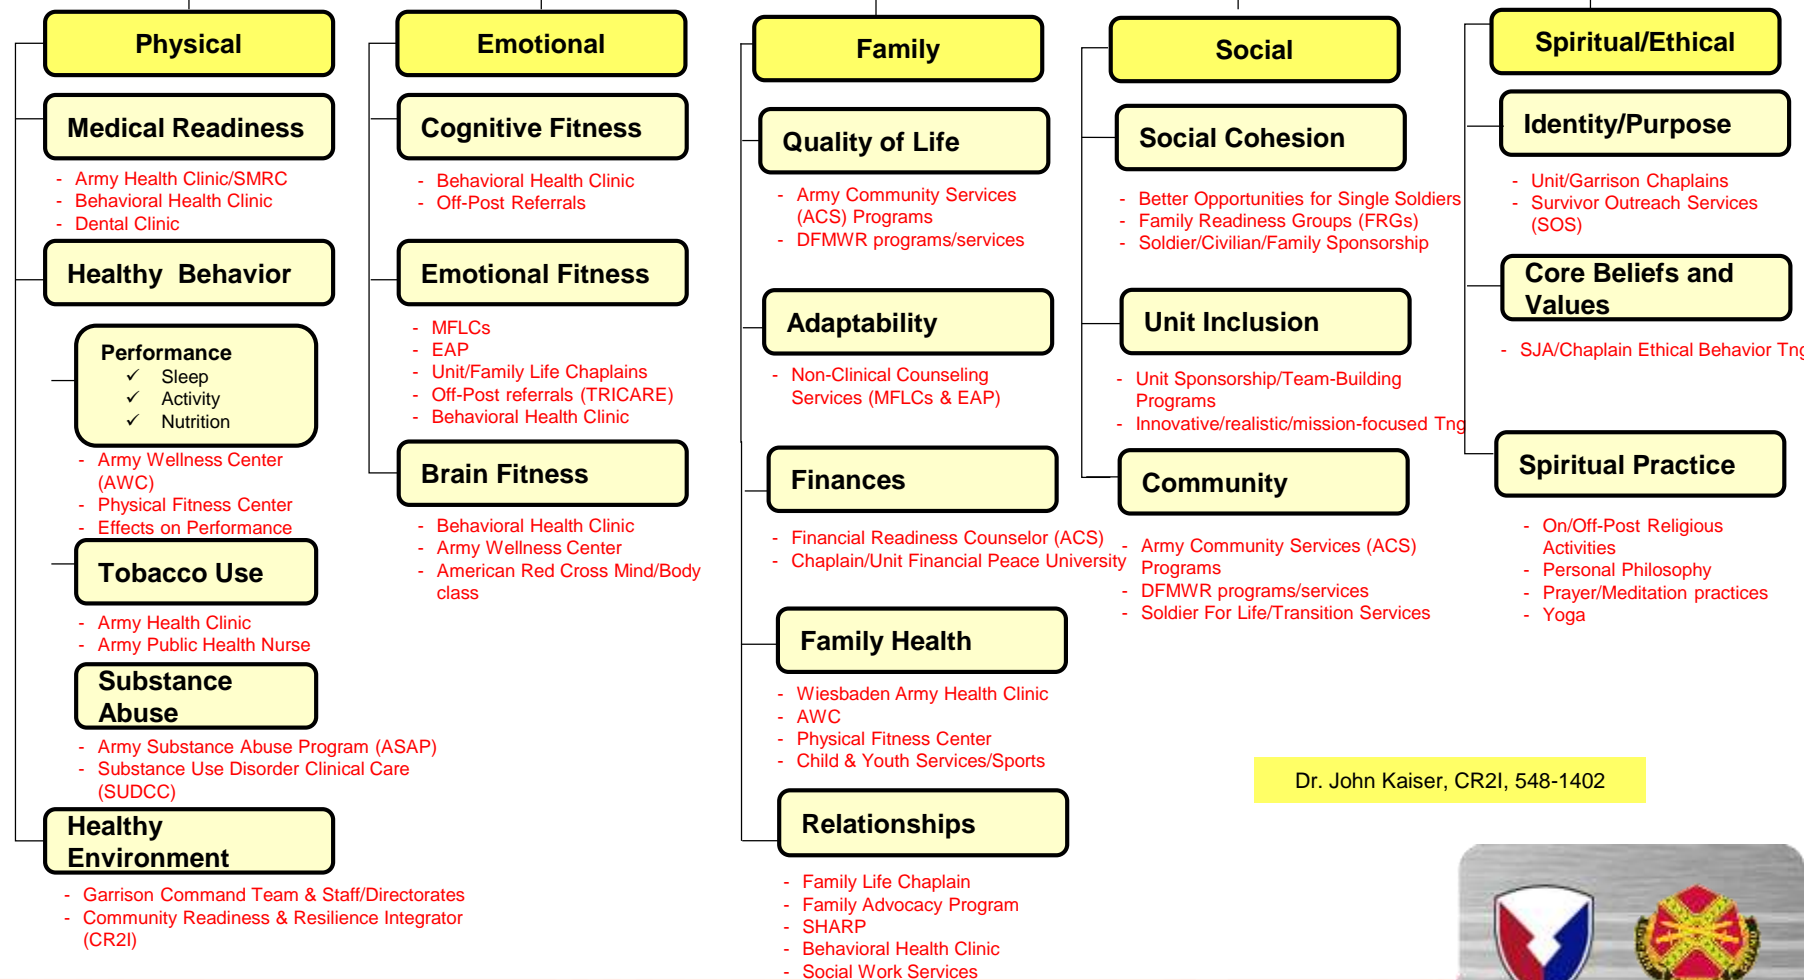 Physical
Medical Readiness
- Army Health Clinic/SMRC
- Behavioral Health Clinic
- Dental Clinic
Healthy Behavior
Performance
✓ Sleep
✓ Activity
✓ Nutrition
- Army Wellness Center
(AWC)
- Physical Fitness Center
- Effects on Performance
Tobacco Use
- Army Health Clinic
- Army Public Health Nurse
Substance
Abuse
- Army Substance Abuse Program (ASAP)
- Substance Use Disorder Clinical Care
(SUDCC)
Healthy
Environment
- Garrison Command Team & Staff/Directorates
- Community Readiness & Resilience Integrator
(CR2I)
Emotional
Cognitive Fitness
- Behavioral Health Clinic
- Off-Post Referrals
Emotional Fitness
- MFLCs
- EAP
- Unit/Family Life Chaplains
- Off-Post referrals (TRICARE)
- Behavioral Health Clinic
Brain Fitness
- Behavioral Health Clinic
- Army Wellness Center
- American Red Cross Mind/Body
class
Family
Quality of Life
- Army Community Services
(ACS) Programs
- DFMWR programs/services
Adaptability
- Non-Clinical Counseling
Services (MFLCs & EAP)
Finances
- Financial Readiness Counselor (ACS)
- Chaplain/Unit Financial Peace University
Family Health
- Wiesbaden Army Health Clinic
- AWC
- Physical Fitness Center
- Child & Youth Services/Sports
Relationships
- Family Life Chaplain
- Family Advocacy Program
- SHARP
- Behavioral Health Clinic
- Social Work Services
Social
Social Cohesion
- Better Opportunities for Single Soldiers
- Family Readiness Groups (FRGs)
- Soldier/Civilian/Family Sponsorship
Unit Inclusion
- Unit Sponsorship/Team-Building
Programs
- Innovative/realistic/mission-focused Tng
Community
- Army Community Services (ACS)
Programs
- DFMWR programs/services
- Soldier For Life/Transition Services
Spiritual/Ethical
Identity/Purpose
- Unit/Garrison Chaplains
- Survivor Outreach Services
(SOS)
Core Beliefs and
Values
- SJA/Chaplain Ethical Behavior Tng
Spiritual Practice
- On/Off-Post Religious
Activities
- Personal Philosophy
- Prayer/Meditation practices
- Yoga
Dr. John Kaiser, CR2I, 548-1402